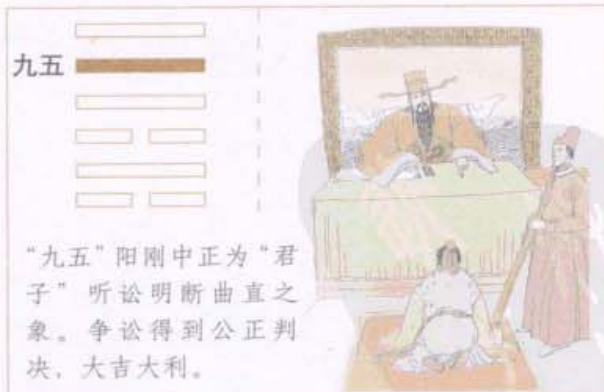 九五
“九五”阳刚中正为“君
子”听讼明断曲直之
象。争讼得到公正判
决，大吉大利。